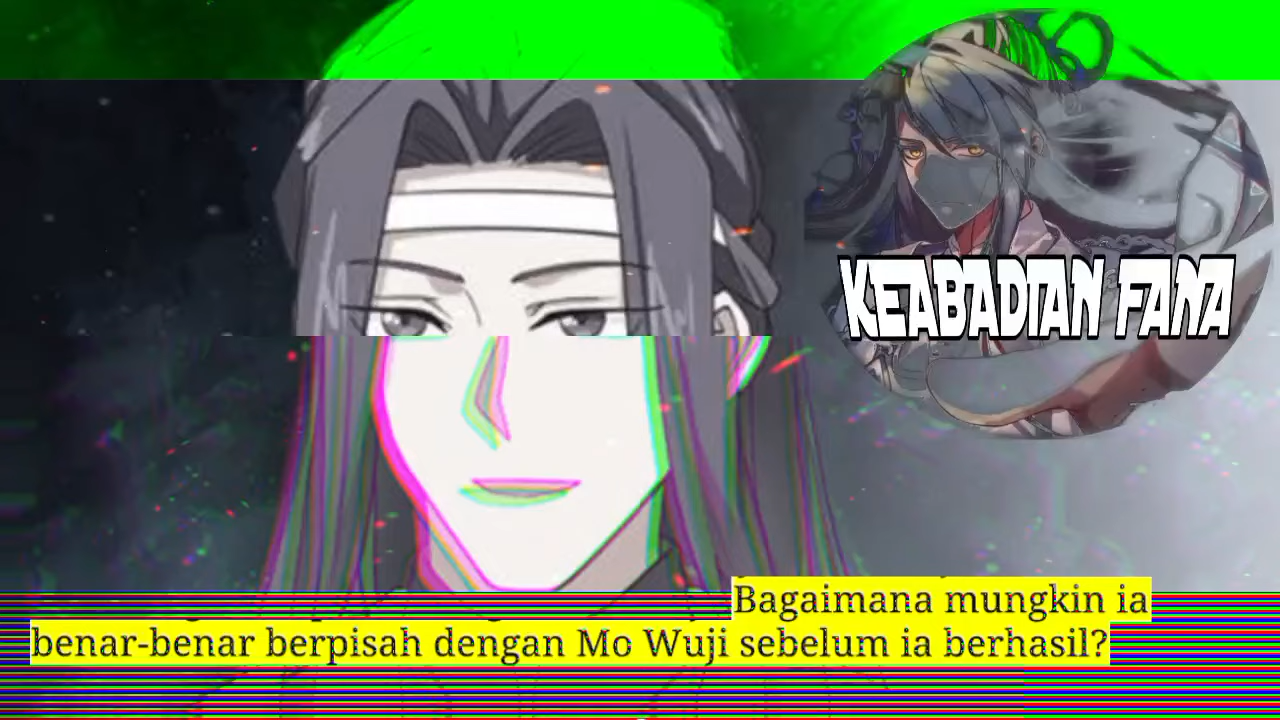 KEABADIAN FANA
Bagaimana mungkin ia
benar-benar berpisah dengan Mo Wuji sebelum ia berhasil?